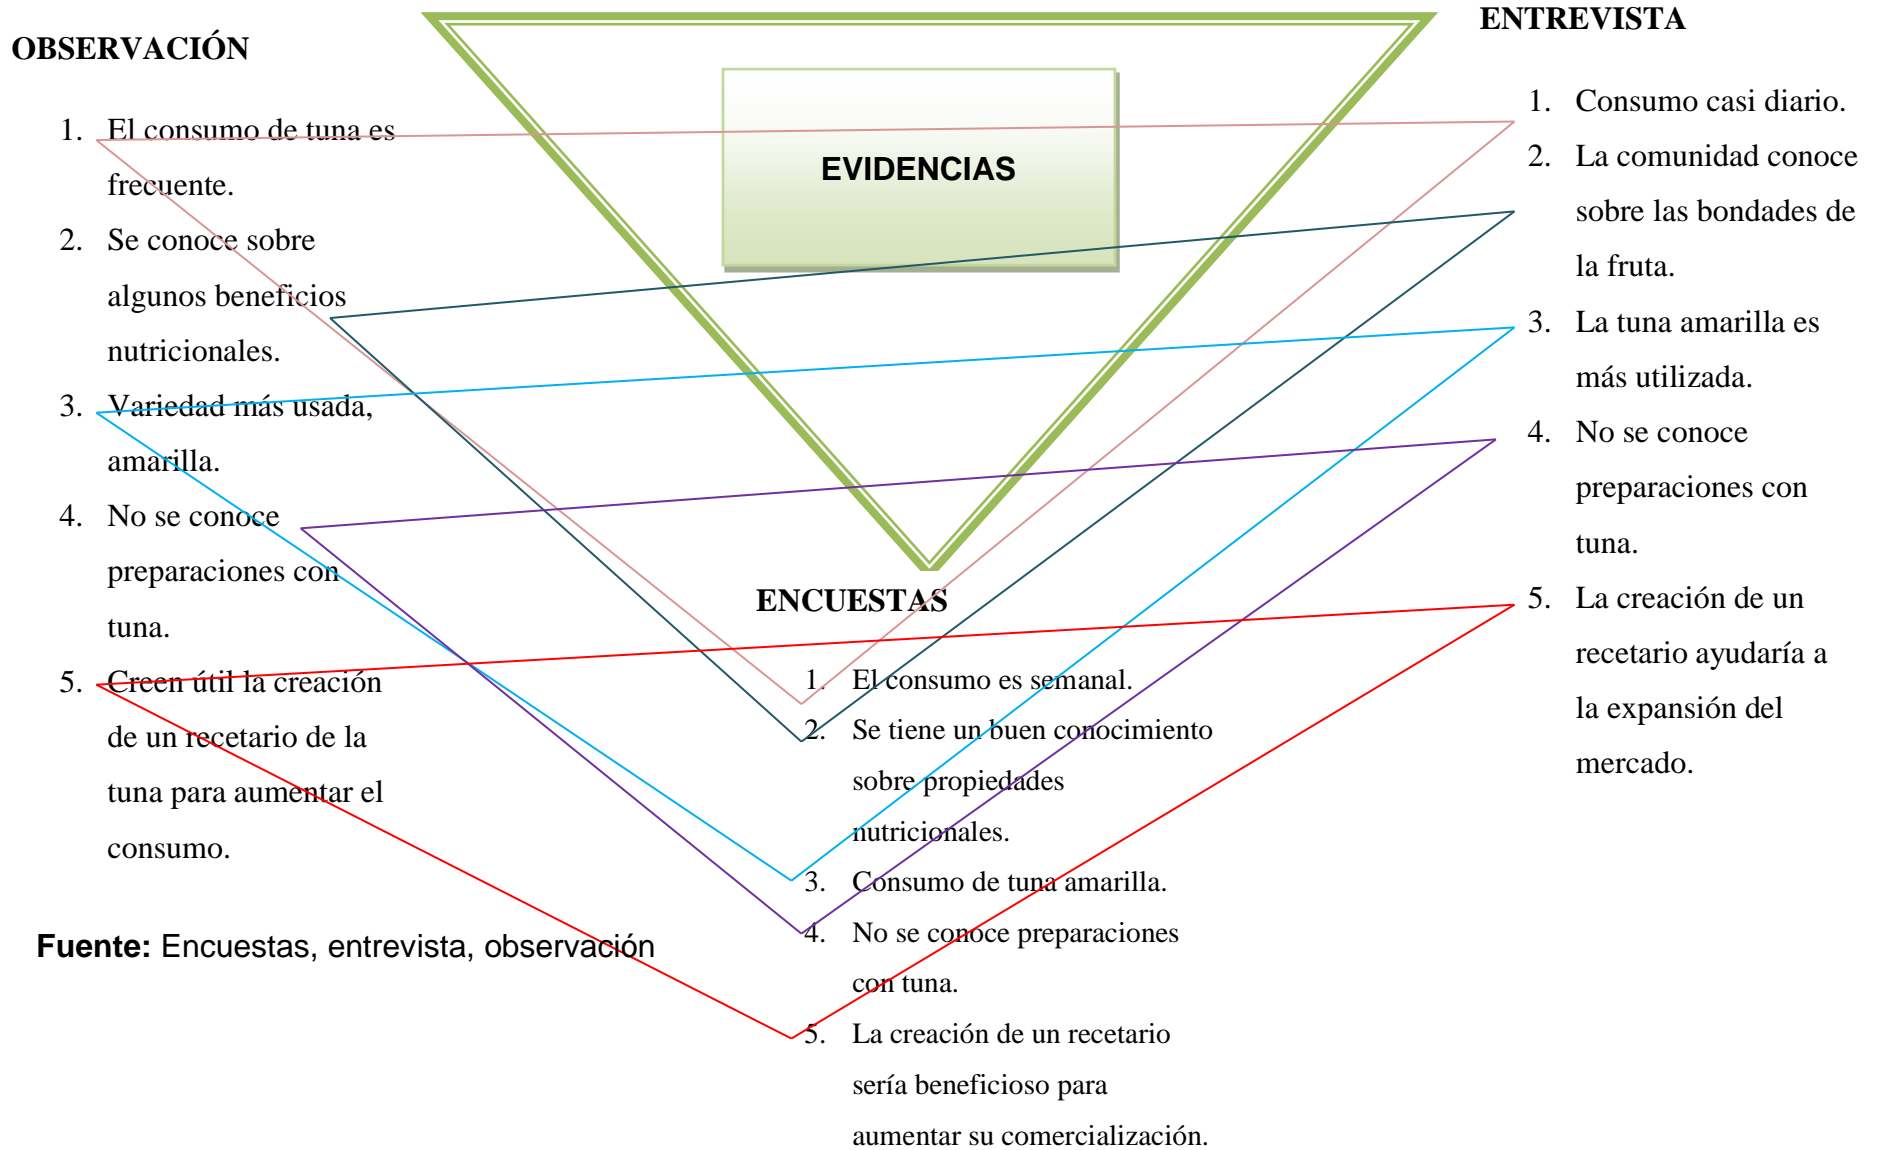 OBSERVACIÓN
1. El consumo de tuna es
frecuente.
2. Se conoce sobre
algunos beneficios
nutricionales.
3. Variedad más usada,
amarilla.
4. No se conoce
preparaciones con
tuna.
5. Creen útil la creación
de un recetario de la
tuna para aumentar el
consumo.
EVIDENCIAS
ENTREVISTA
1. Consumo casi diario.
2. La comunidad conoce
sobre las bondades de
la fruta.
3. La tuna amarilla es
más utilizada.
4. No se conoce
preparaciones con
tuna.
5. La creación de un
recetario ayudaría a
la expansión del
mercado.
ENCUESTAS
1. El consumo es semanal.
2. Se tiene un buen conocimiento
sobre propiedades
nutricionales.
3. Consumo de tuna amarilla.
4. No se conoce preparaciones
con tuna.
5. La creación de un recetario
sería beneficioso para
aumentar su comercialización.
Fuente: Encuestas, entrevista, observación